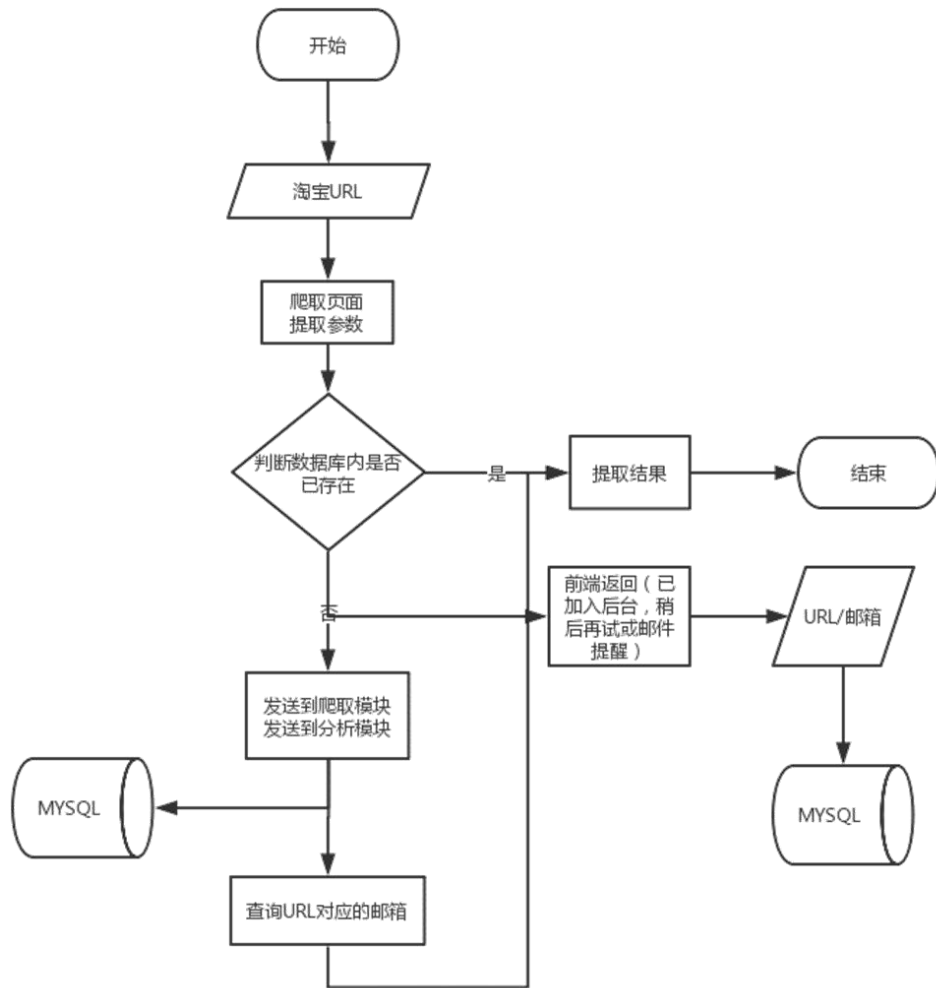 开始
淘宝URL
爬取页面
提取参数
判断数据库内是否
已存在
是
提取结果
结束
否
前端返回（已
加入后台，稍
后再试或邮件
提醒）
URL/邮箱
发送到爬取模块
发送到分析模块
MYSQL
MYSQL
查询URL对应的邮箱